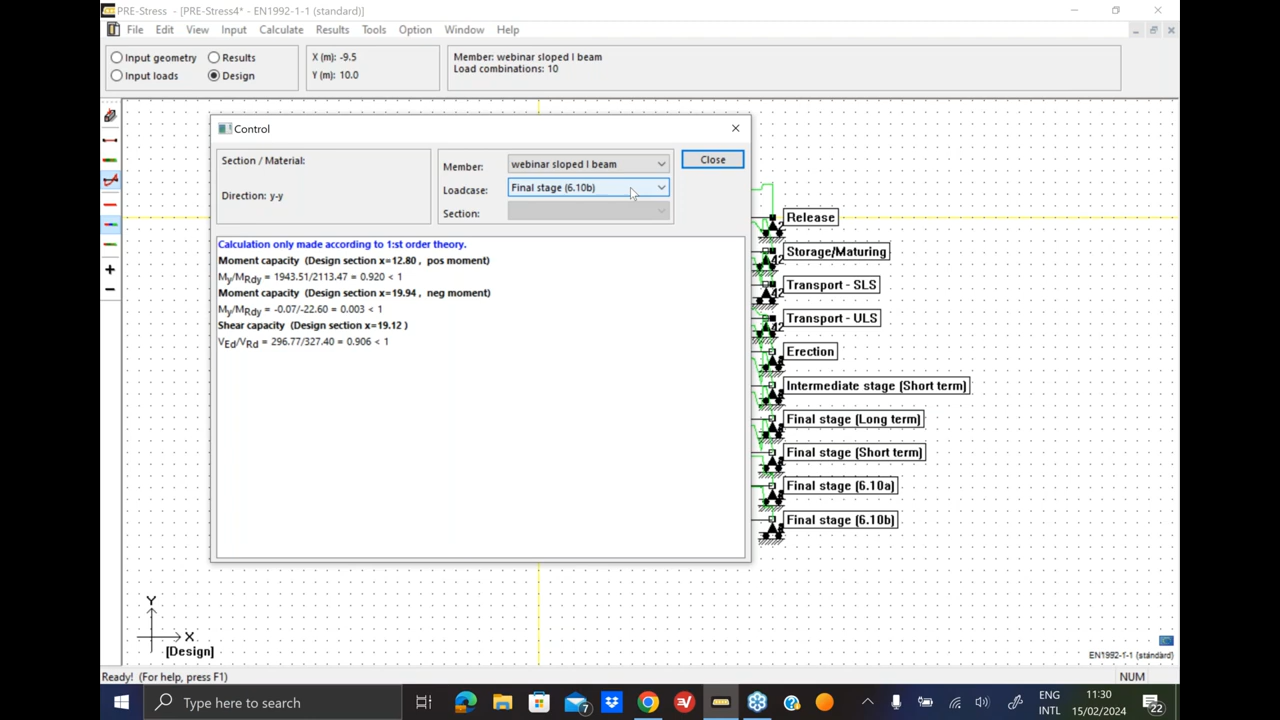 PRE-Stress - [PRE-Stress4* - EN1992-1-1 (standard)]
File Edit View Input Calculate Results Tools Option Window Help
Input geometry Results
Input loads Design
X (m): -9.5
Y (m): 10.0
Member: webinar sloped I beam
Load combinations: 10
Control
Section / Material:
Direction: y-y
Member: webinar sloped I beam
Loadcase: Final stage (6.10b)
Section:
Close
Calculation only made according to 1:st order theory.
Moment capacity (Design section x=12.80 , pos moment)
My/MRdy = 1943.51/2113.47 = 0.920 < 1
Moment capacity (Design section x=19.94 , neg moment)
My/MRdy = -0.07/-22.60 = 0.003 < 1
Shear capacity (Design section x=19.12 )
VEd/VRd = 296.77/327.40 = 0.906 < 1
Release
Storage/Maturing
Transport - SLS
Transport - ULS
Erection
Intermediate stage (Short term)
Final stage (Long term)
Final stage (Short term)
Final stage (6.10a)
Final stage (6.10b)
Y
X
[Design]
EN1992-1-1 (standard)
Ready! (For help, press F1)
NUM
Type here to search
7
ENG
INTL
11:30
15/02/2024
22